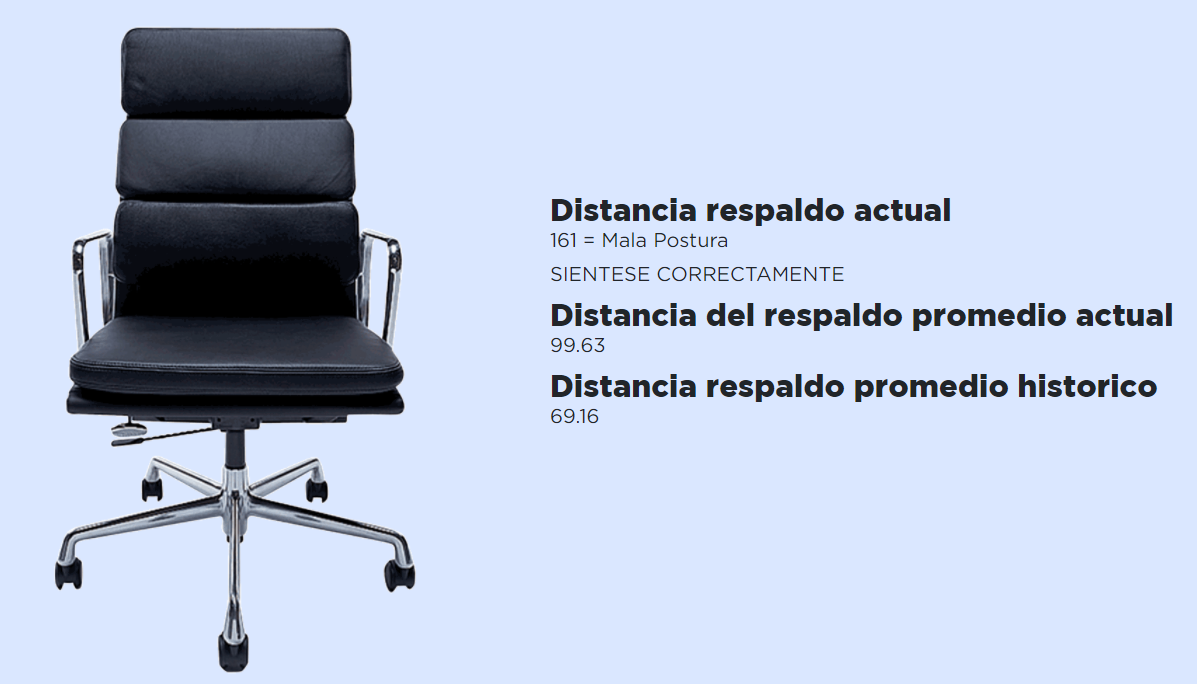 Distancia respaldo actual
161 = Mala Postura
SIENTESE CORRECTAMENTE
Distancia del respaldo promedio actual
99.63
Distancia respaldo promedio historico
69.16